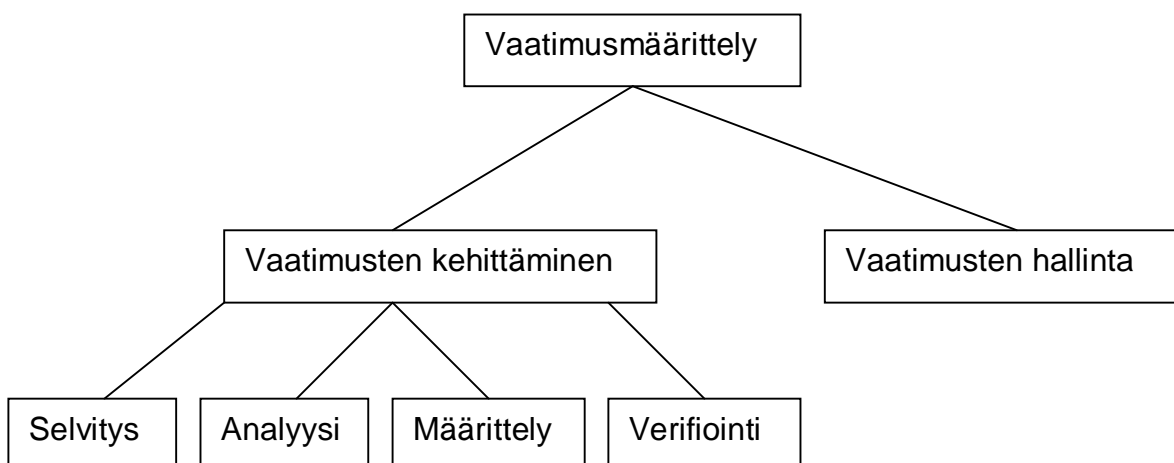 Vaatimusmäärittely
Vaatimusten kehittäminen
Vaatimusten hallinta
Selvitys
Analyysi
Määrittely
Verifiointi